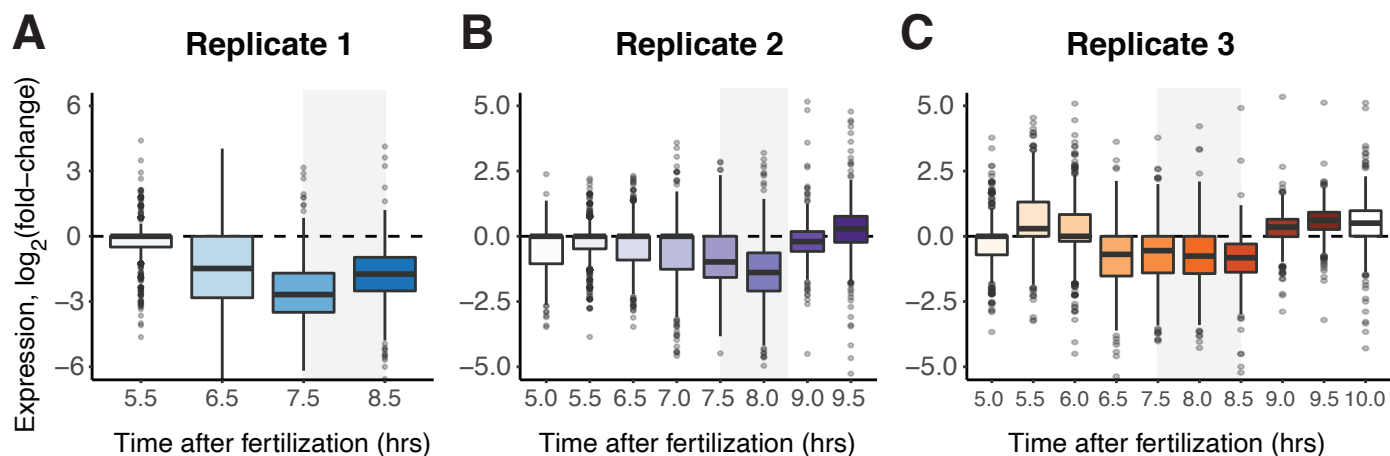 A Replicate 1
B Replicate 2
C Replicate 3
Expression, log2(fold−change)
6
3
0
−3
−6
5.5 6.5 7.5 8.5
Time after fertilization (hrs)
5.0
2.5
0.0
−2.5
−5.0
5.0 5.5 6.5 7.0 7.5 8.0 9.0 9.5
Time after fertilization (hrs)
5.0
2.5
0.0
−2.5
−5.0
5.0 5.5 6.0 6.5 7.5 8.0 8.5 9.0 9.5 10.0
Time after fertilization (hrs)